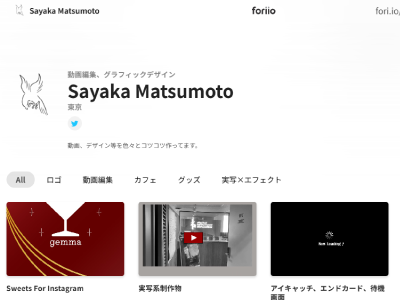 Sayaka Matsumoto
foriio
fori.io/
動画編集、グラフィックデザイン
Sayaka Matsumoto
東京
動画、デザイン等を色々とコツコツ作ってます。
All
ロゴ
動画編集
カフェ
グッズ
実写×エフェクト
gemma
Now Loading!
Sweets For Instagram
実写系制作物
アイキャッチ、エンドカード、待機
画面